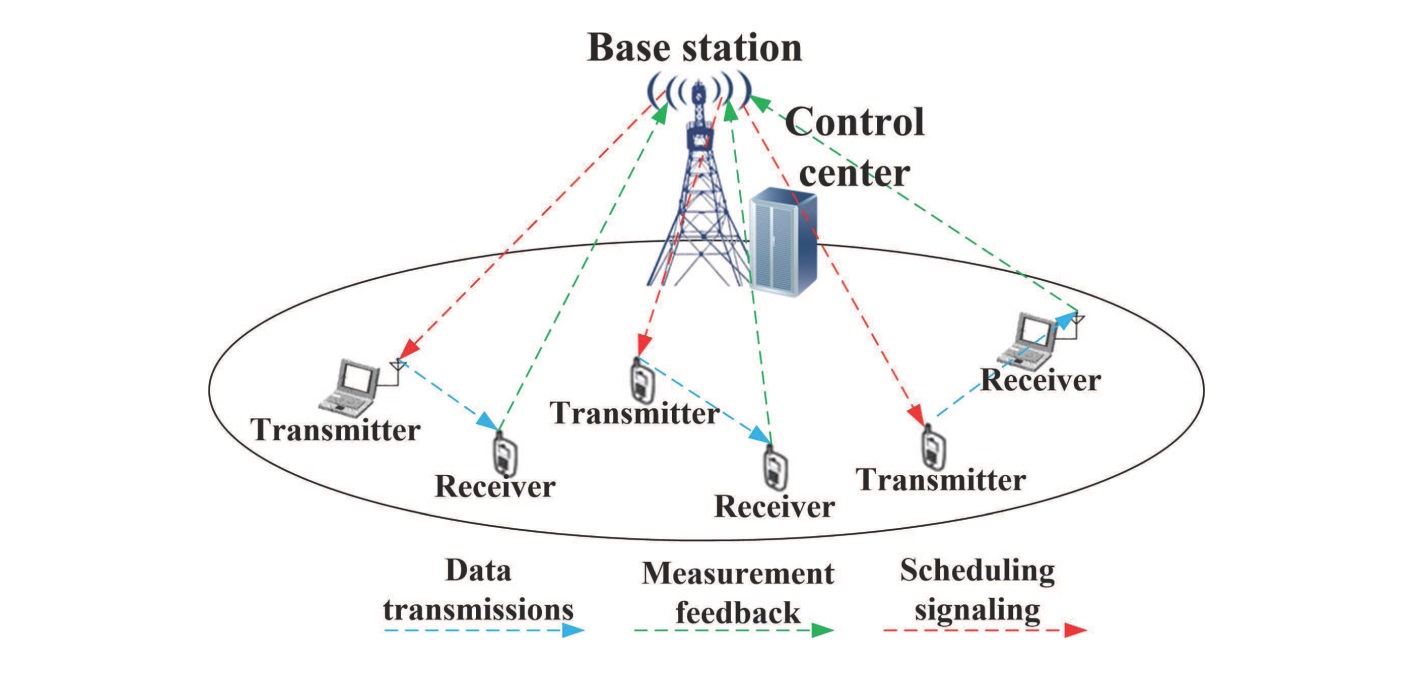 Base station
Control
center
Receiver
Transmitter
Transmitter
Receiver
Transmitter
Receiver
Data
transmissions
Measurement
feedback
Scheduling
signaling